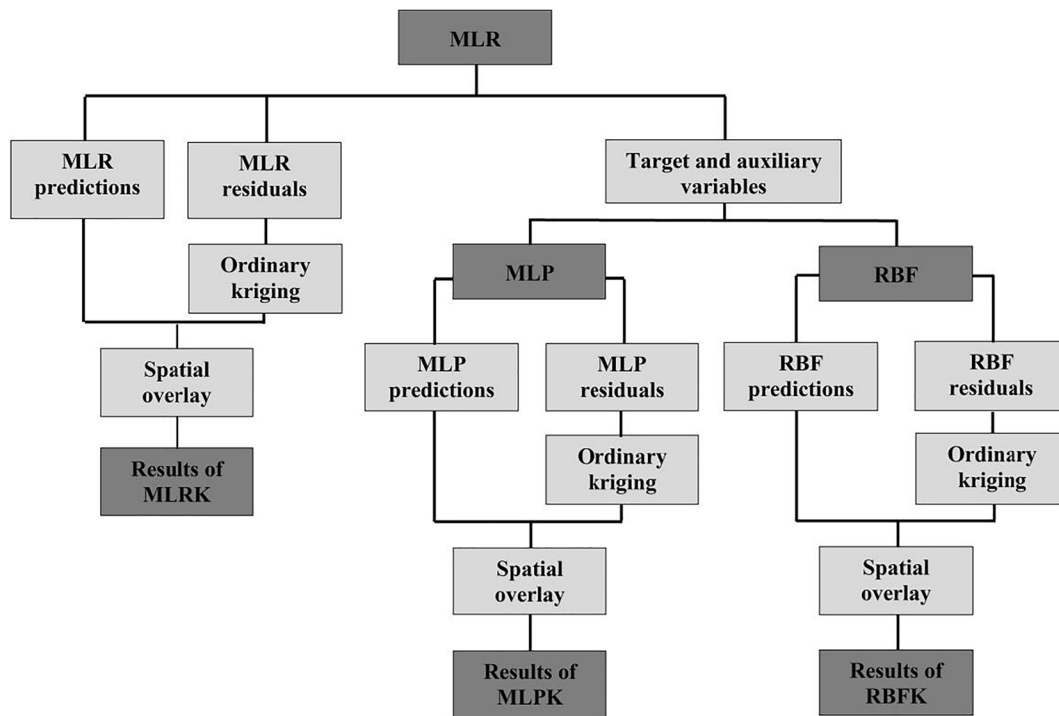 MLR
MLR
predictions
MLR
residuals
Target and auxiliary
variables
Ordinary
kriging
MLP
RBF
Spatial
overlay
MLP
predictions
MLP
residuals
RBF
predictions
RBF
residuals
Results of
MLRK
Ordinary
kriging
Ordinary
kriging
Spatial
overlay
Spatial
overlay
Results of
MLPK
Results of
RBFK